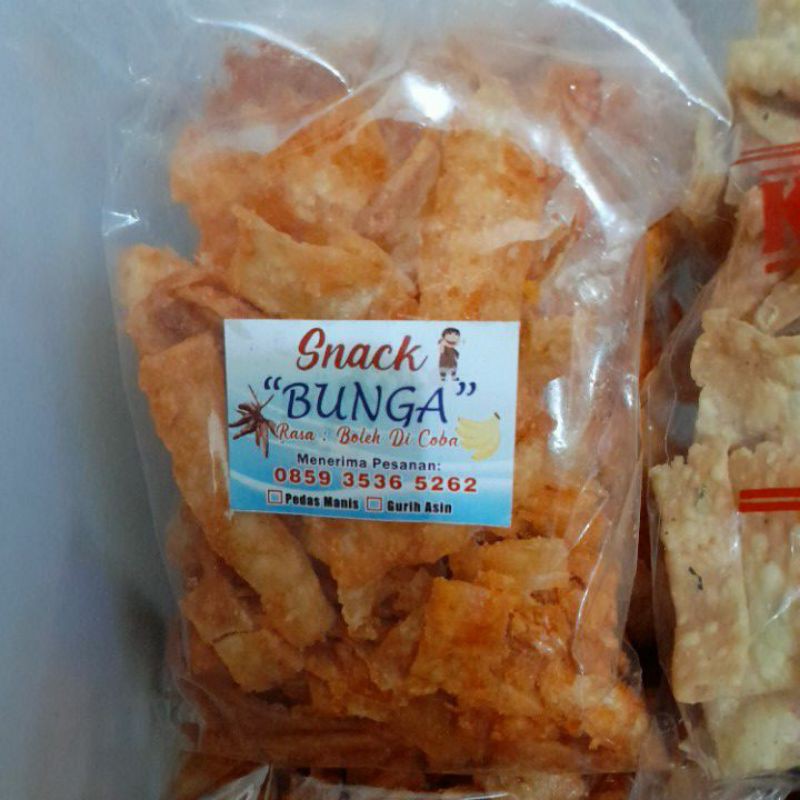 Snack
"BUNGA"
Rasa : Boleh Di Coba
Menerima Pesanan:
0859 3536 5262
Pedas Manis Gurih Asin
K